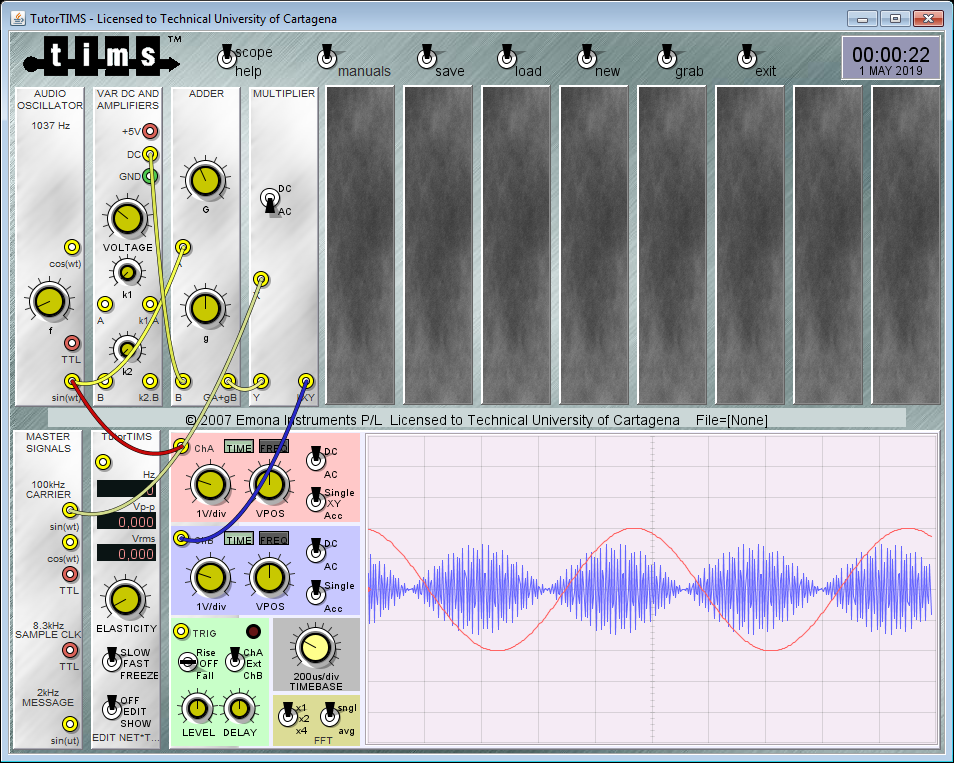 TutorTIMS - Licensed to Technical University of Cartagena
tims™
scope
help
manuals
save
load
new
grab
exit
00:00:22
1 MAY 2019
AUDIO
OSCILLATOR
1037 Hz
cos(wt)
f
TTL
sin(wt)
VAR DC AND
AMPLIFIERS
+5V
DC
GND
VOLTAGE
k1
A
k1.A
k2
B
k2.B
ADDER
G
A
g
B
GA+gB
MULTIPLIER
DC
AC
X
Y
kXY
© 2007 Emona Instruments P/L Licensed to Technical University of Cartagena File=[None]
MASTER
SIGNALS
100kHz
CARRIER
sin(wt)
cos(wt)
TTL
8.3kHz
SAMPLE CLK
TTL
2kHz
MESSAGE
sin(ut)
TutorTIMS
Hz
0
Vp-p
0,000
Vrms
0,000
ELASTICITY
SLOW
FAST
FREEZE
OFF
EDIT
SHOW
EDIT NET*T...
ChA
TIME
FREQ
DC
AC
Single
XY
Acc
1V/div
VPOS
ChB
TIME
FREQ
DC
AC
Single
Acc
1V/div
VPOS
TRIG
Rise
OFF
Fall
ChA
Ext
ChB
LEVEL
DELAY
200us/div
TIMEBASE
x1
x2
x4
sngl
avg
FFT